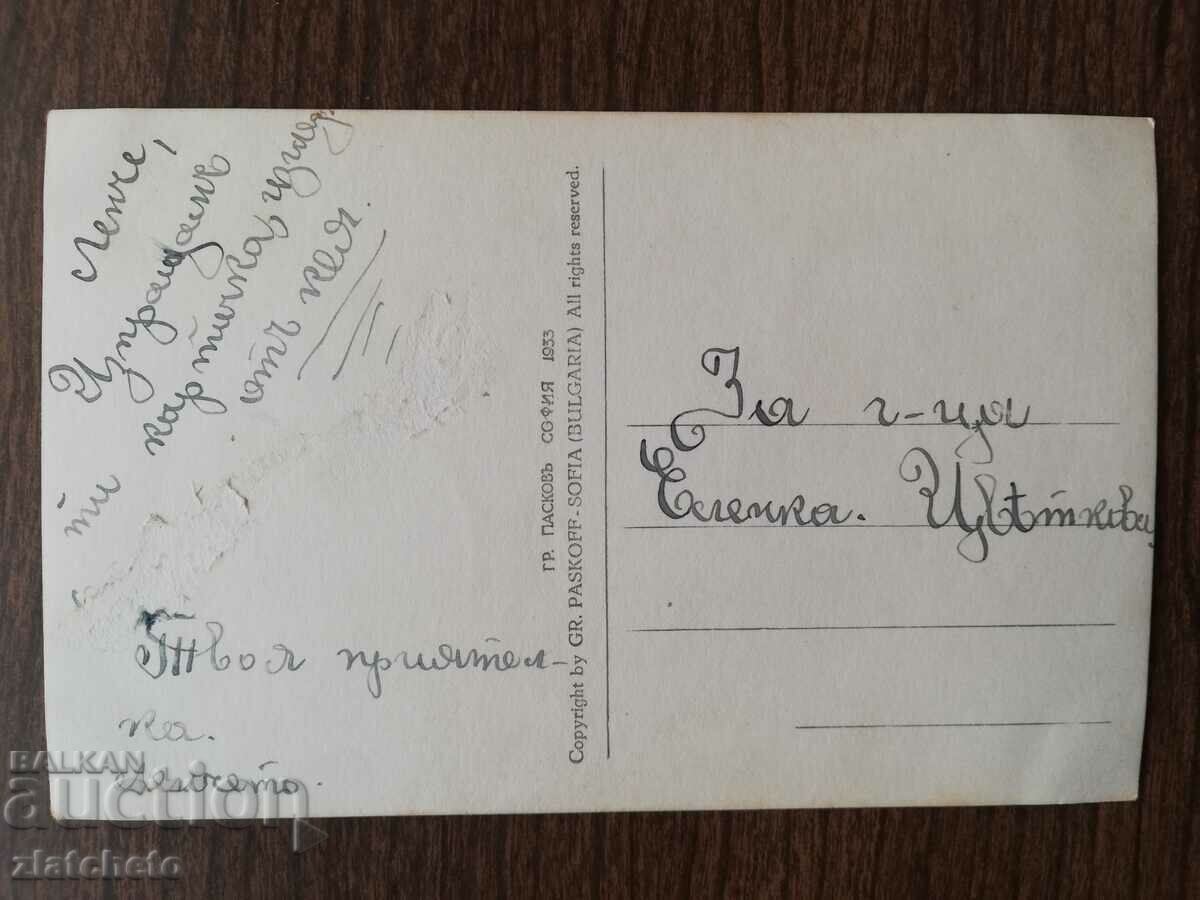 Ленче,
Изпращамъ
ти картичка
отъ нея.
Твоя приятел-
ка.
ГР. ПАСКОВЪ СОФИЯ 1933
Copyright by GR. PASKOFF - SOFIA (BULGARIA) All rights reserved.
За г-ца
Еленка. Цвѣткова
BALKAN
auction
zlatcheto